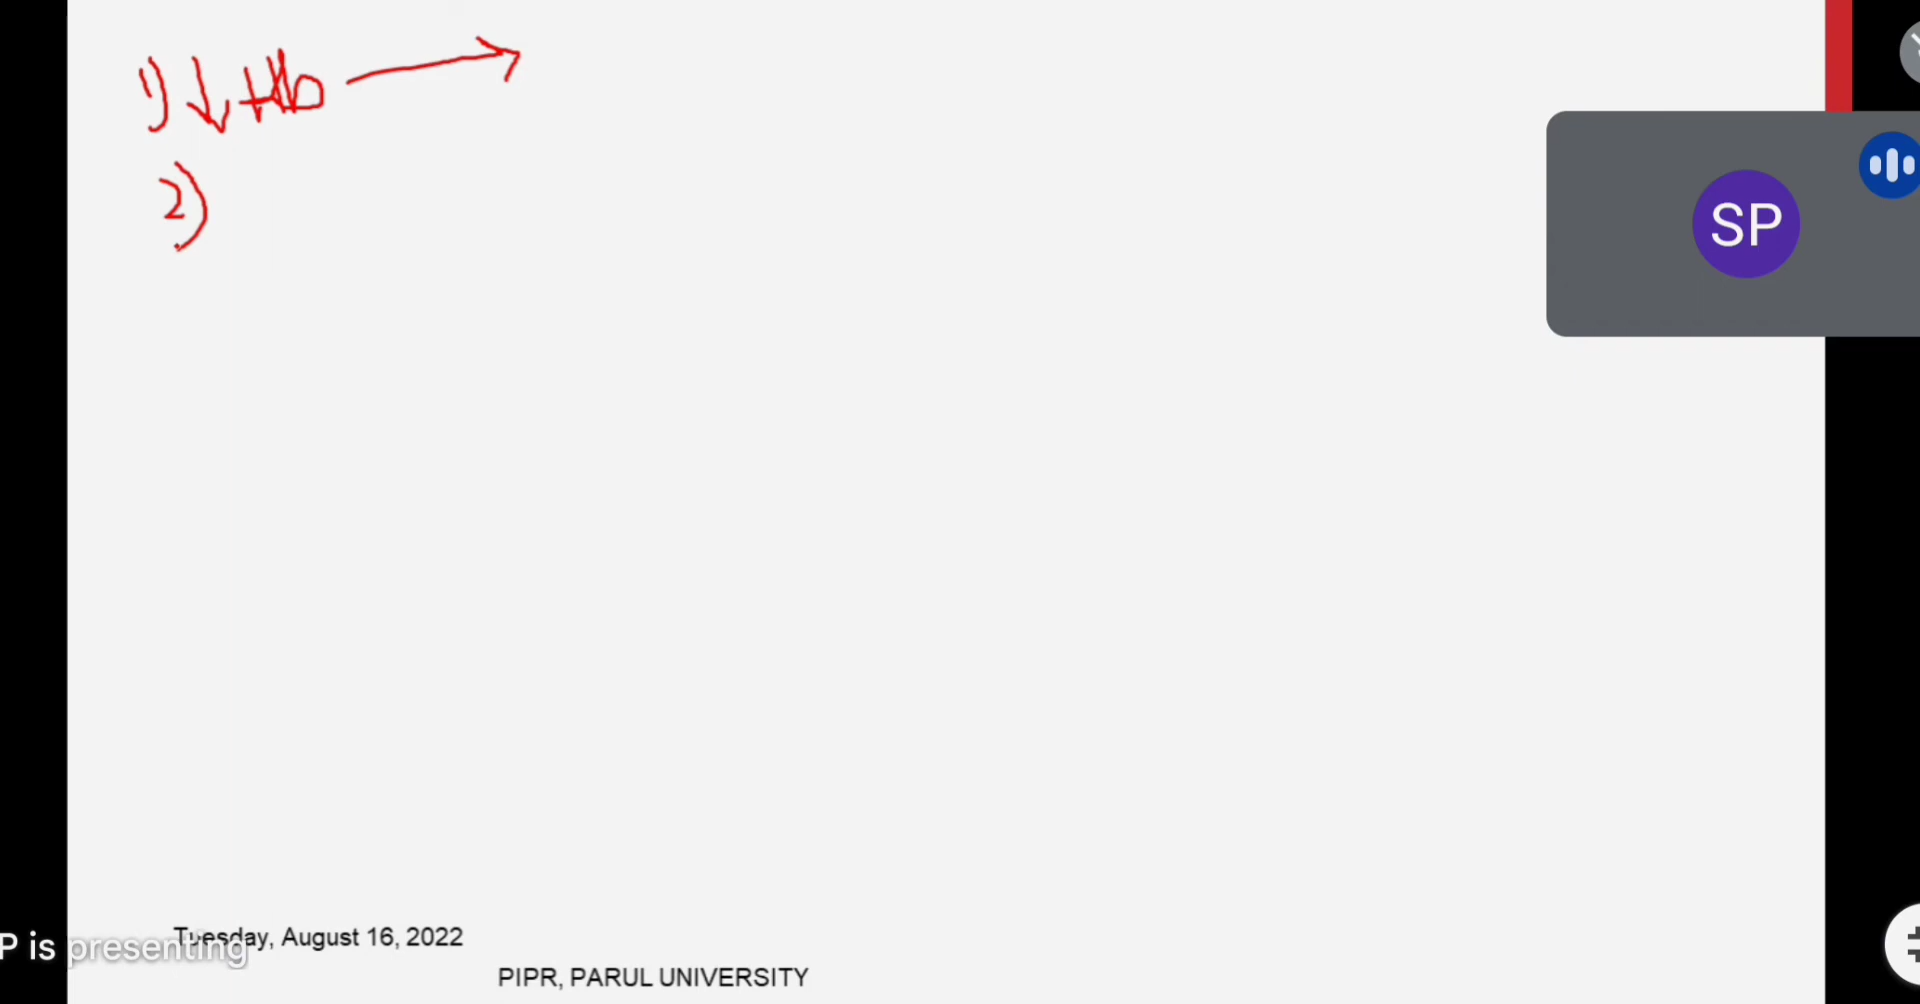 1) ↓ Hb →
SP
2)
P is presenting
Tuesday, August 16, 2022
PIPR, PARUL UNIVERSITY